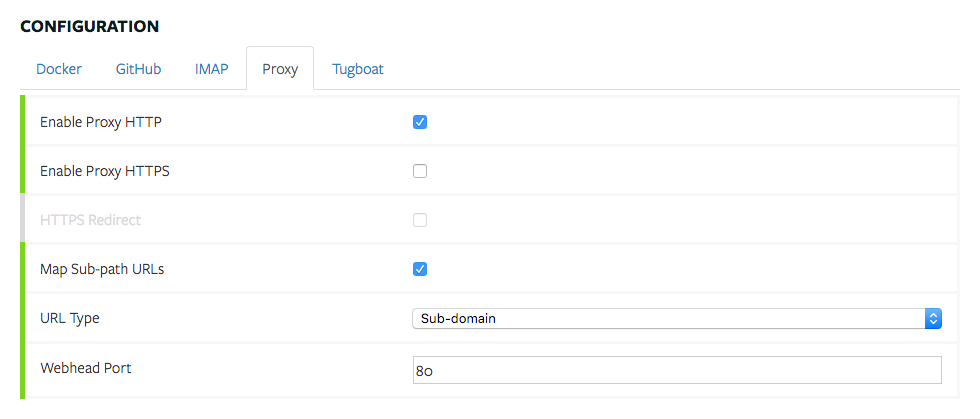 CONFIGURATION
Docker GitHub IMAP Proxy Tugboat
Enable Proxy HTTP
Enable Proxy HTTPS
HTTPS Redirect
Map Sub-path URLs
URL Type Sub-domain
Webhead Port 80